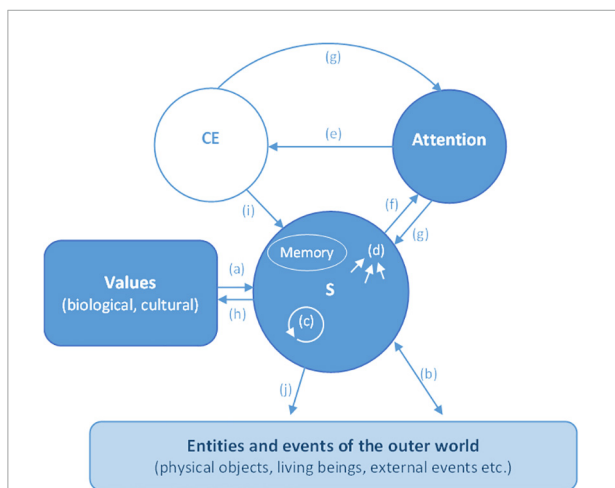 (g)
CE
(e)
Attention
(i)
(f)
(g)
Memory
(d)
Values
(biological, cultural)
(a)
(h)
S
(c)
(j)
(b)
Entities and events of the outer world
(physical objects, living beings, external events etc.)